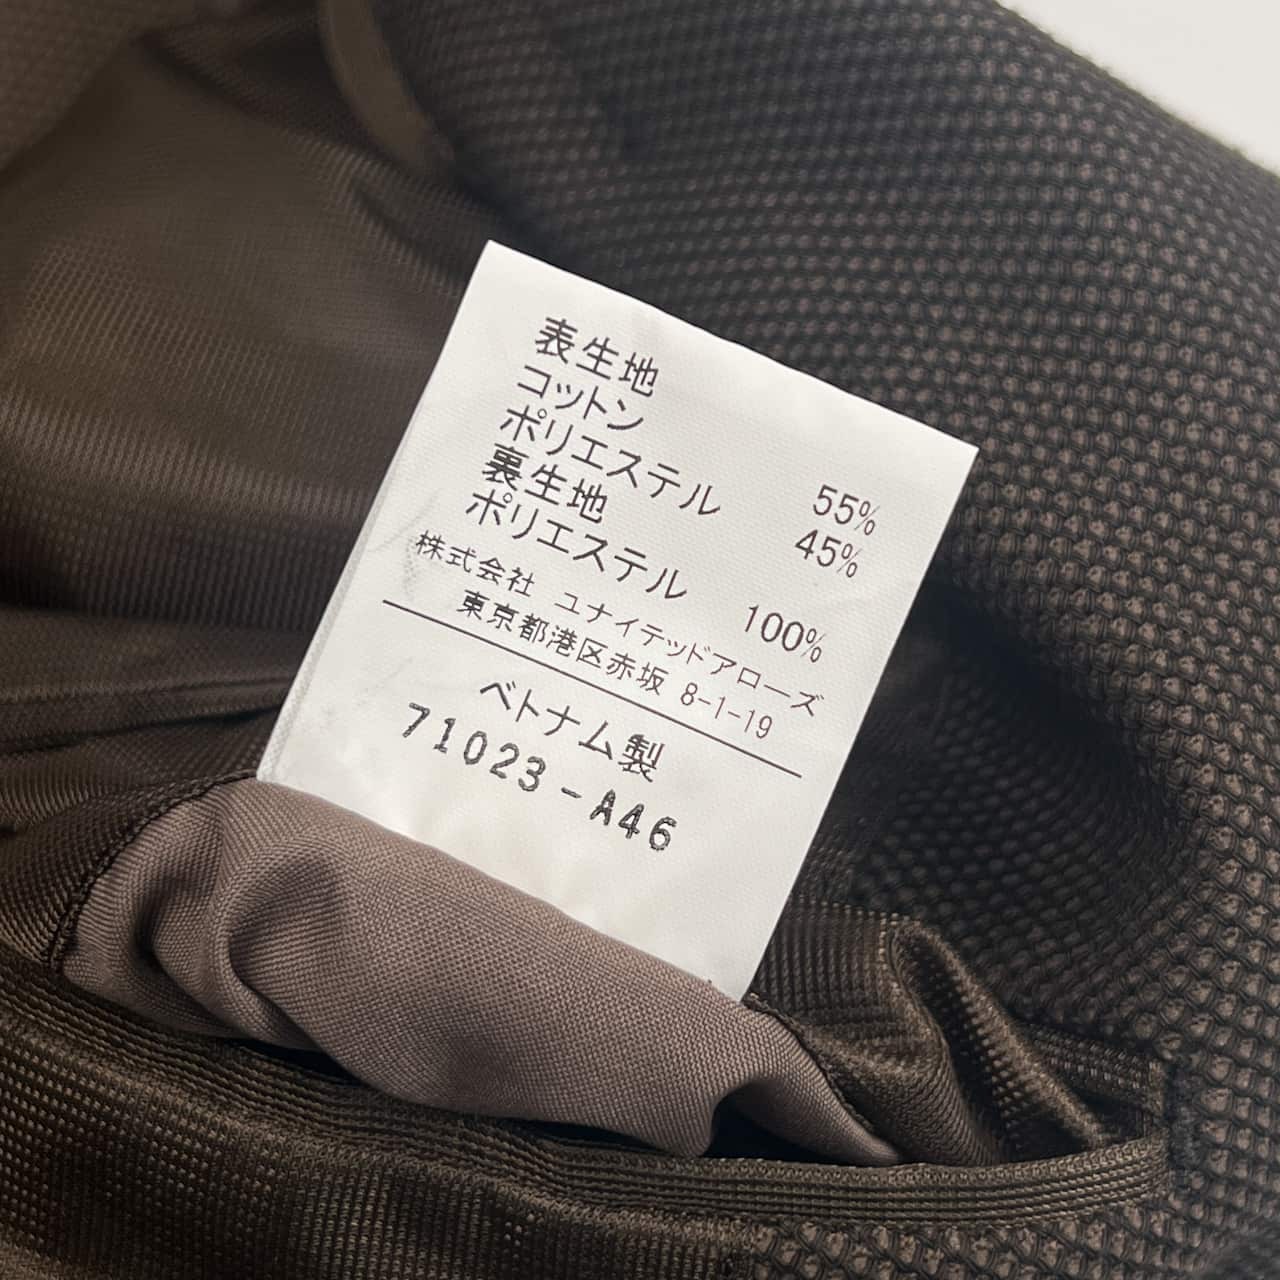 表生地
コットン 55%
ポリエステル 45%
裏生地
ポリエステル 100%
株式会社 ユナイテッドアローズ
東京都港区赤坂 8-1-19
ベトナム製
71023-A46